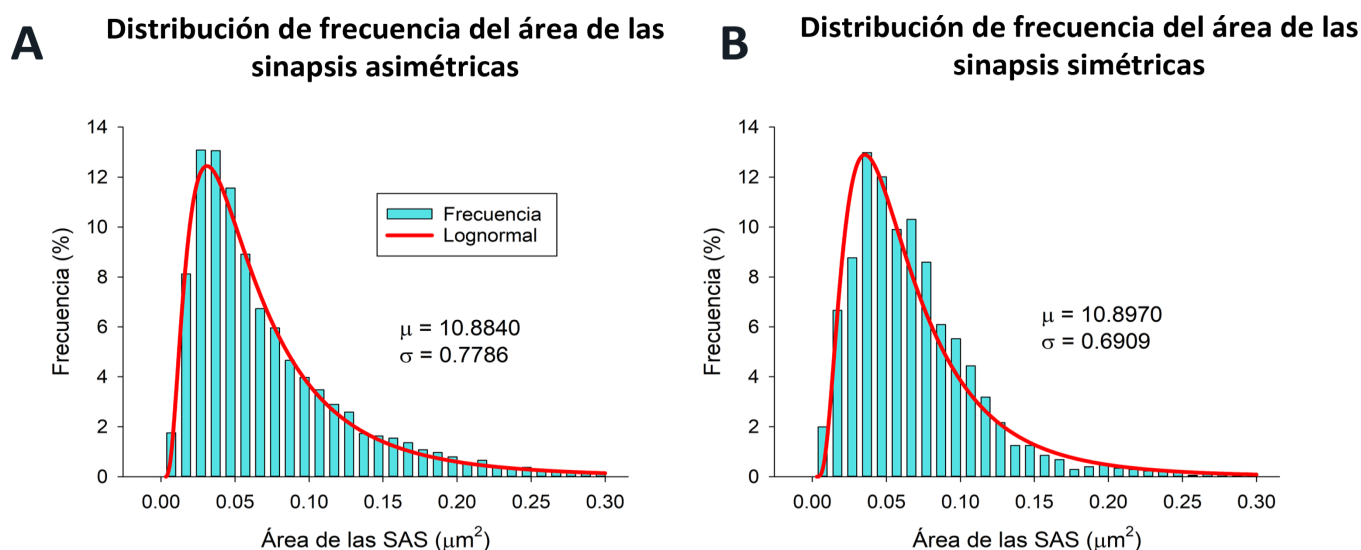 A
Distribución de frecuencia del área de las
sinapsis asimétricas
14
12
10
8
6
4
2
0
Frecuencia (%)
Frecuencia
Lognormal
μ = 10.8840
σ = 0.7786
0.00 0.05 0.10 0.15 0.20 0.25 0.30
Área de las SAS (μm²)
B
Distribución de frecuencia del área de las
sinapsis simétricas
14
12
10
8
6
4
2
0
Frecuencia (%)
μ = 10.8970
σ = 0.6909
0.00 0.05 0.10 0.15 0.20 0.25 0.30
Área de las SAS (μm²)